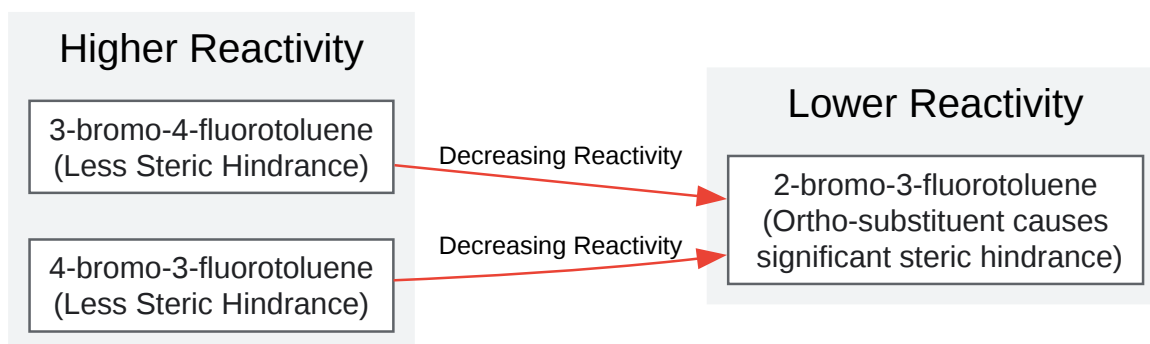 Higher Reactivity
3-bromo-4-fluorotoluene
(Less Steric Hindrance)
4-bromo-3-fluorotoluene
(Less Steric Hindrance)
Decreasing Reactivity
Decreasing Reactivity
Lower Reactivity
2-bromo-3-fluorotoluene
(Ortho-substituent causes
significant steric hindrance)